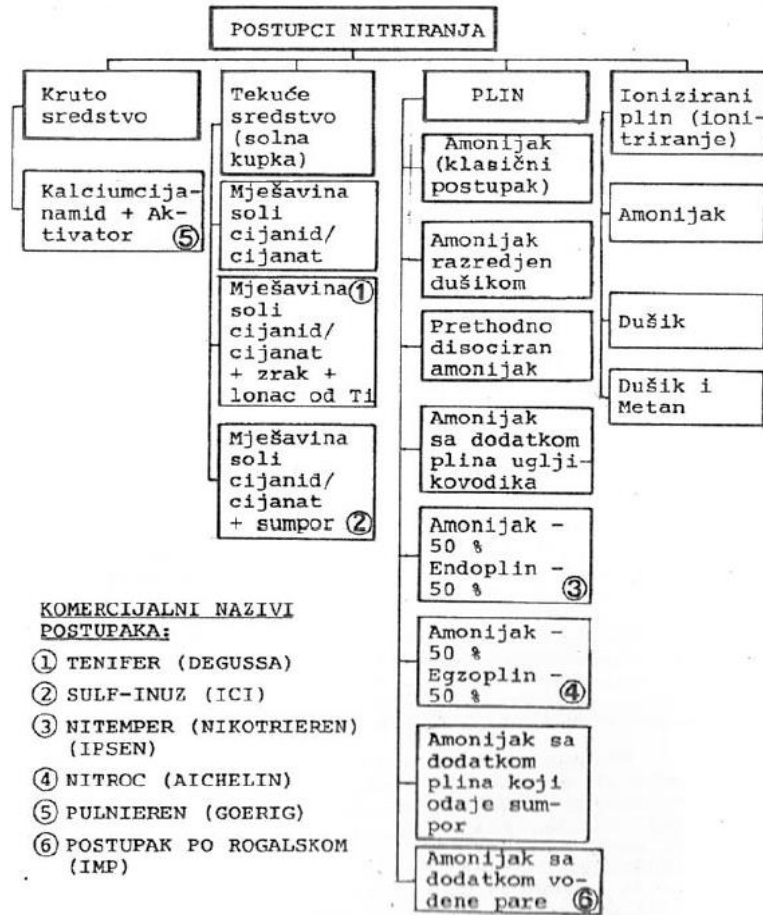 POSTUPCI NITRIRANJA
Kruto
sredstvo
Kalciumcija-
namid + Ak-
tivator ⑤
Tekuće
sredstvo
(solna
kupka)
Mješavina
soli
cijanid/
cijanat
Mješavina ①
soli
cijanid/
cijanat
+ zrak +
lonac od Ti
Mješavina
soli
cijanid/
cijanat
+ sumpor ②
PLIN
Amonijak
(klasični
postupak)
Amonijak
razredjen
dušikom
Prethodno
disociran
amonijak
Amonijak
sa dodatkom
plina uglji-
kovodika
Amonijak -
50 %
Endoplin -
50 % ③
Amonijak -
50 %
Egzoplin -
50 % ④
Amonijak sa
dodatkom
plina koji
odaje sum-
por
Amonijak sa
dodatkom vo-
dene pare ⑥
Ionizirani
plin (ioni-
triranje)
Amonijak
Dušik
Dušik i
Metan
KOMERCIJALNI NAZIVI
POSTUPAKA:
① TENIFER (DEGUSSA)
② SULF-INUZ (ICI)
③ NITEMPER (NIKOTRIEREN)
(IPSEN)
④ NITROC (AICHELIN)
⑤ PULNIEREN (GOERIG)
⑥ POSTUPAK PO ROGALSKOM
(IMP)